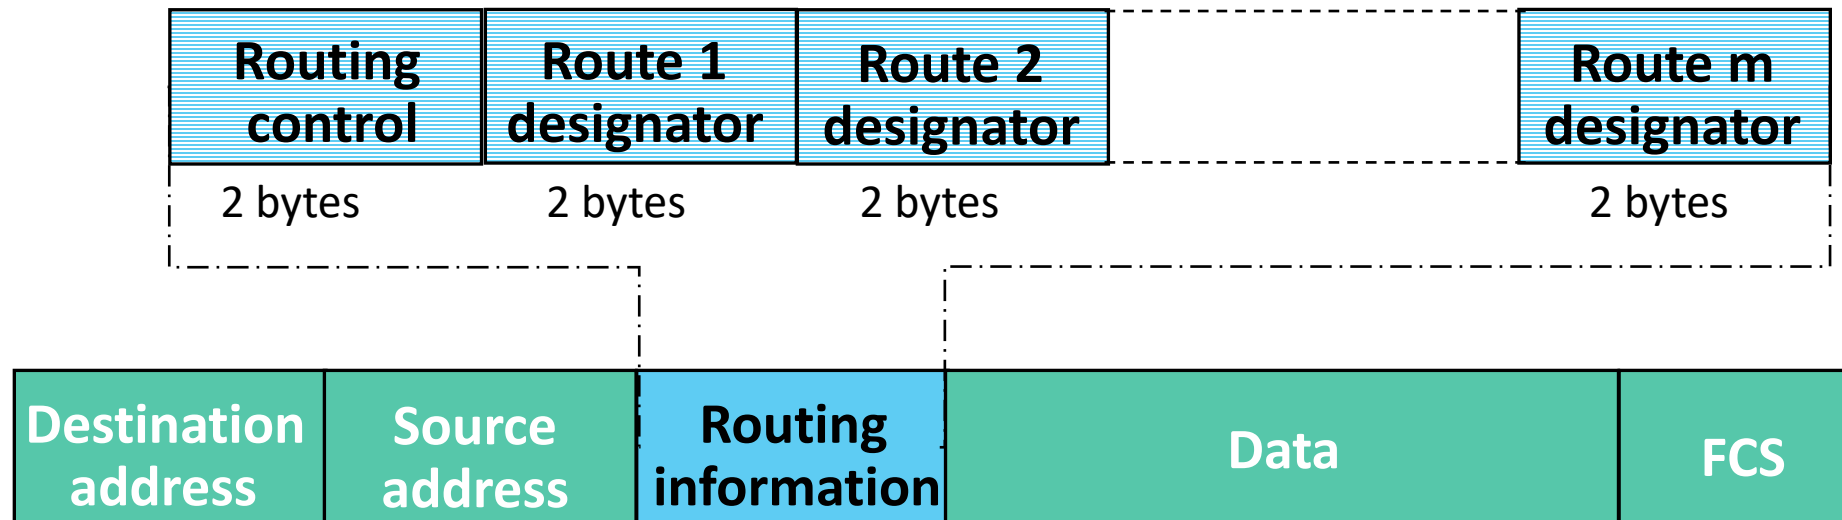 Routing
control
Route 1
designator
Route 2
designator
Route m
designator
2 bytes
2 bytes
2 bytes
2 bytes
Destination
address
Source
address
Routing
information
Data
FCS